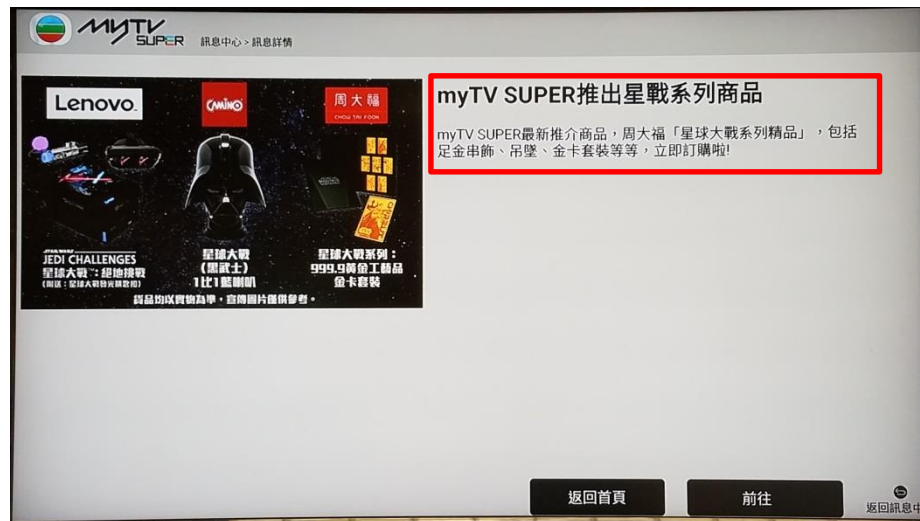 MYTV SUPER
訊息中心 > 訊息詳情
Lenovo
CAMINO
周大福
CHOW TAI FOOK
myTV SUPER推出星戰系列商品
myTV SUPER最新推介商品，周大福「星球大戰系列精品」，包括
足金串飾、吊墜、金卡套裝等等，立即訂購啦!
STAR WARS
JEDI CHALLENGES
星球大戰™：絕地挑戰
星球大戰
(黑武士)
1比1藍喇叭
星球大戰系列：
999.9黃金工藝品
金卡套裝
貨品均以實物為準，宣傳圖片僅供參考。
返回首頁
前往
返回訊息中